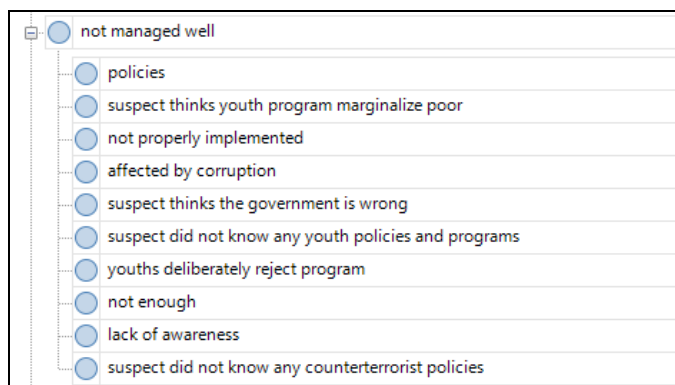 not managed well
policies
suspect thinks youth program marginalize poor
not properly implemented
affected by corruption
suspect thinks the government is wrong
suspect did not know any youth policies and programs
youths deliberately reject program
not enough
lack of awareness
suspect did not know any counterterrorist policies